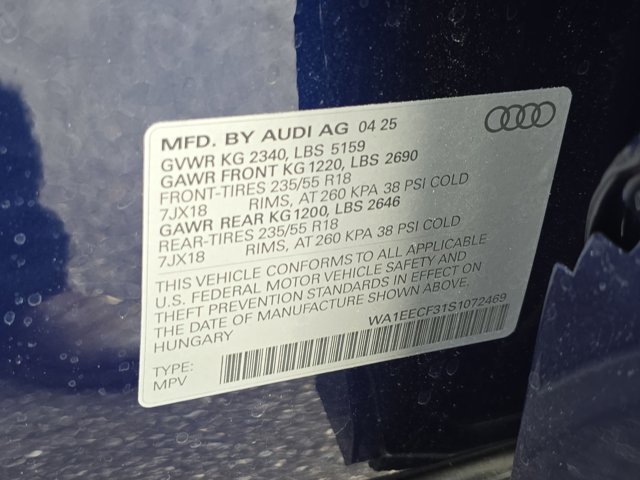 MFD. BY AUDI AG 04 25
GVWR KG 2340, LBS 5159
GAWR FRONT KG 1220, LBS 2690
FRONT-TIRES 235/55 R18
7JX18 RIMS, AT 260 KPA 38 PSI COLD
GAWR REAR KG 1200, LBS 2646
REAR-TIRES 235/55 R18
7JX18 RIMS, AT 260 KPA 38 PSI COLD
THIS VEHICLE CONFORMS TO ALL APPLICABLE
U.S. FEDERAL MOTOR VEHICLE SAFETY AND
THEFT PREVENTION STANDARDS IN EFFECT ON
THE DATE OF MANUFACTURE SHOWN ABOVE.
HUNGARY WA1EECF31S1072469
TYPE:
MPV